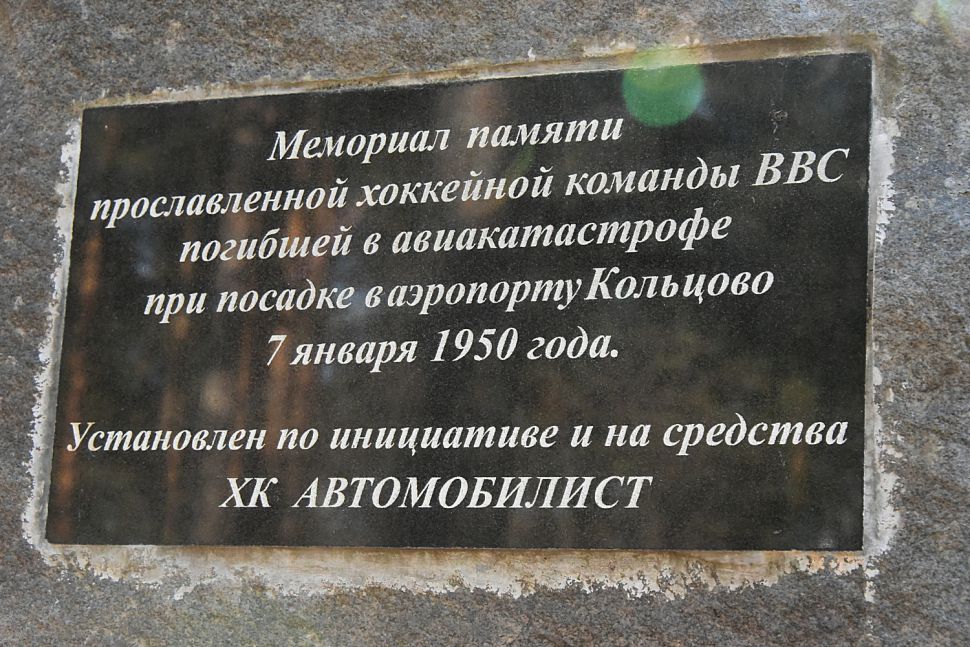 Мемориал памяти
прославленной хоккейной команды ВВС
погибшей в авиакатастрофе
при посадке в аэропорту Кольцово
7 января 1950 года.
Установлен по инициативе и на средства
ХК АВТОМОБИЛИСТ